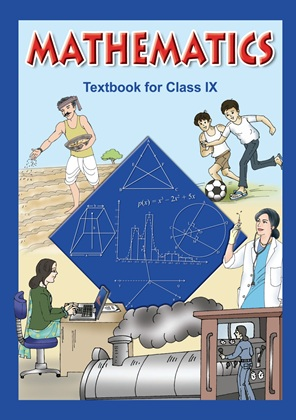 MATHEMATICS
Textbook for Class IX
p(x) = x³ - 2x² + 5x